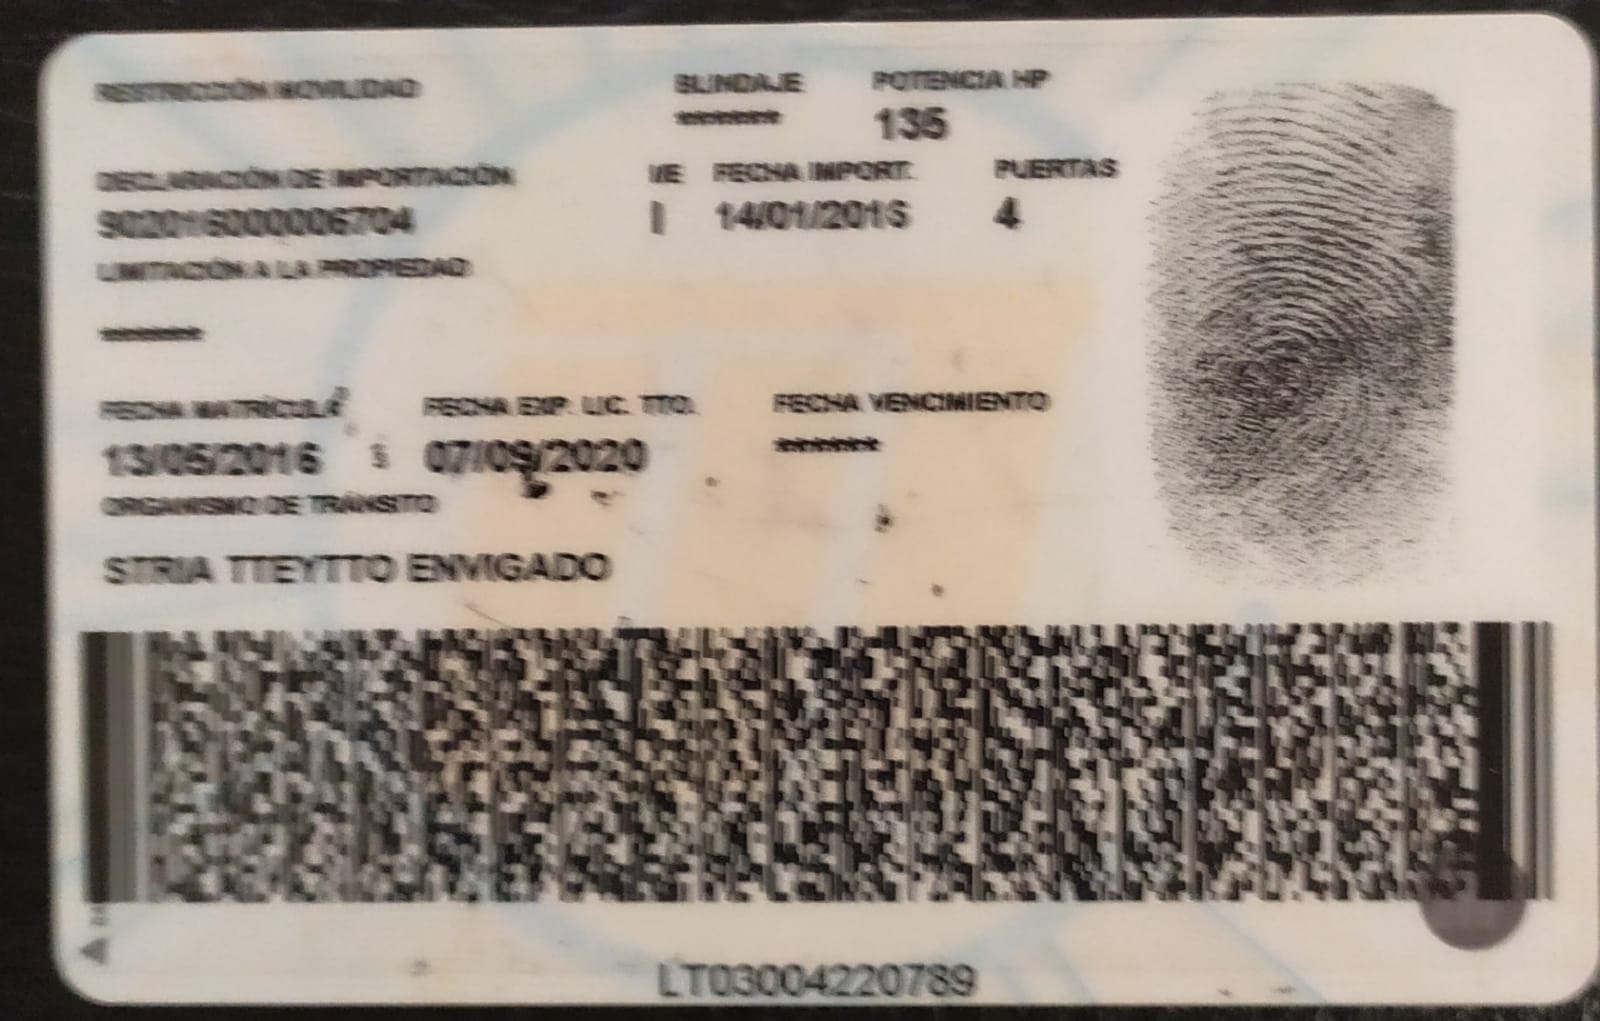 RESTRICCIÓN MOVILIDAD BLINDAJE POTENCIA HP
****** 135
DECLARACIÓN DE IMPORTACIÓN I/E FECHA IMPORT. PUERTAS
902016000006704 I 14/01/2016 4
LIMITACIÓN A LA PROPIEDAD
******
FECHA MATRÍCULA FECHA EXP. LIC. TTO. FECHA VENCIMIENTO
13/05/2016 07/09/2020 ******
ORGANISMO DE TRÁNSITO
STRIA TTEYTTO ENVIGADO
LT03004220789